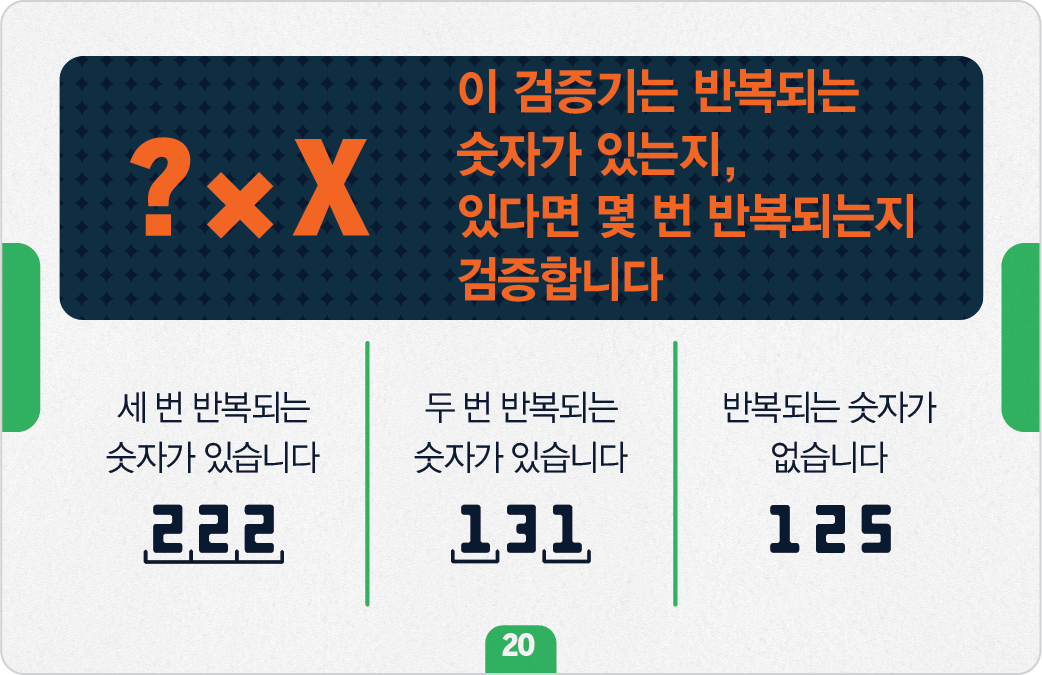 ? × X
이 검증기는 반복되는
숫자가 있는지,
있다면 몇 번 반복되는지
검증합니다
세 번 반복되는
숫자가 있습니다
222
두 번 반복되는
숫자가 있습니다
131
반복되는 숫자가
없습니다
125
20